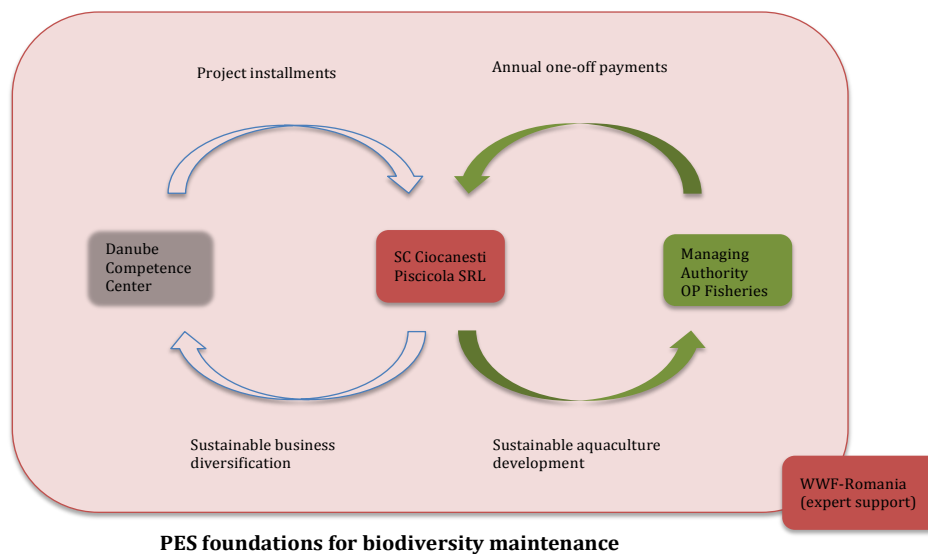 Project installments
Annual one-off payments
Danube
Competence
Center
SC Ciocanesti
Piscicola SRL
Managing
Authority
OP Fisheries
Sustainable business
diversification
Sustainable aquaculture
development
WWF-Romania
(expert support)
PES foundations for biodiversity maintenance